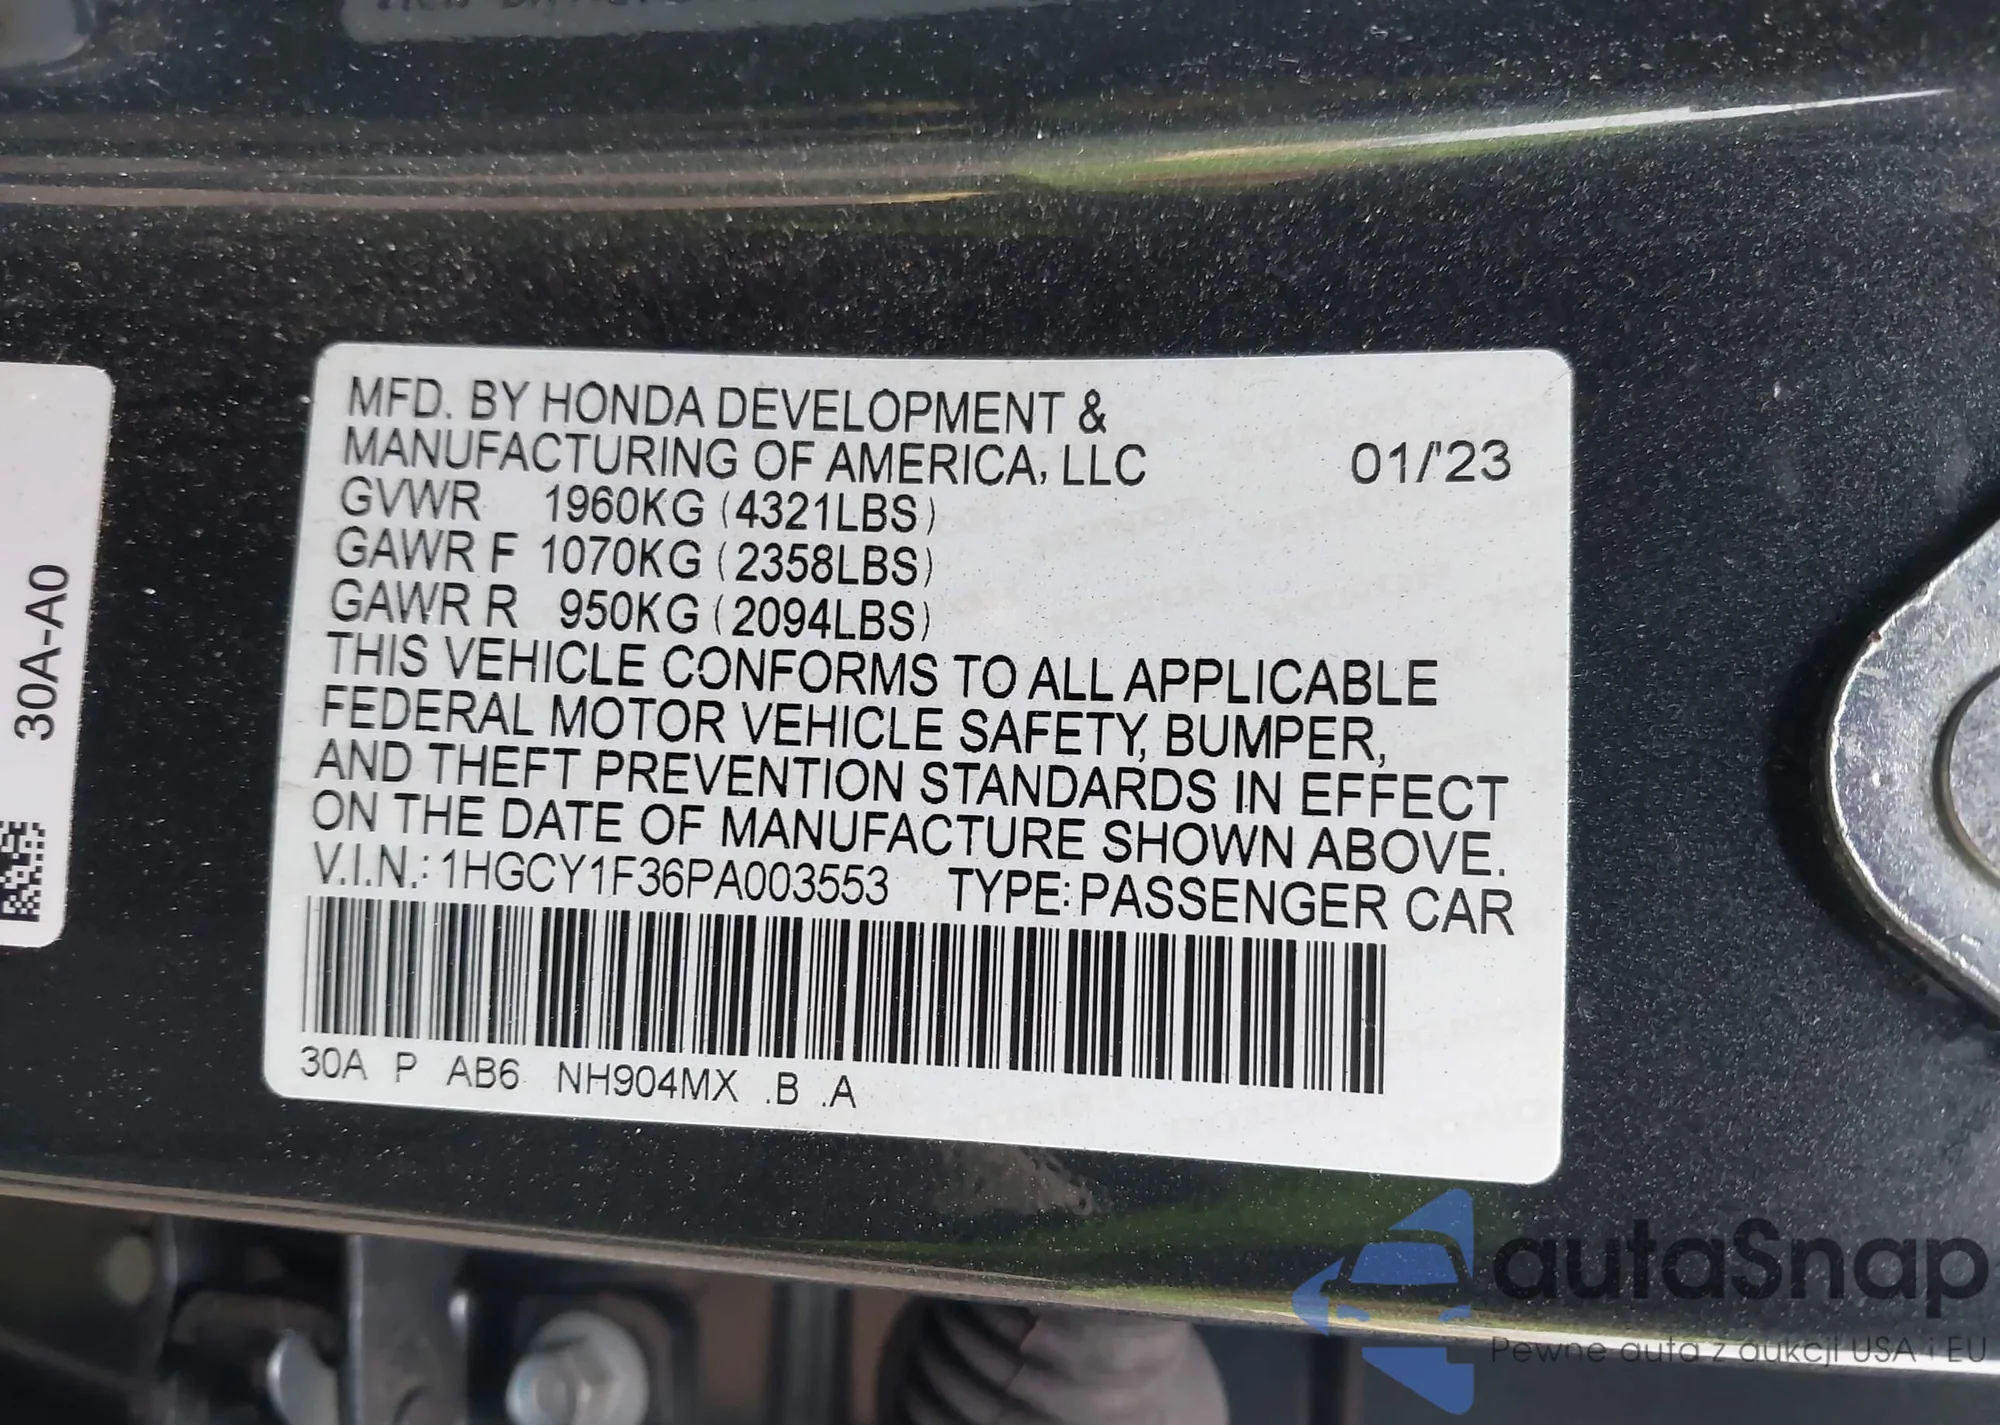 MFD. BY HONDA DEVELOPMENT &
MANUFACTURING OF AMERICA, LLC 01/'23
GVWR 1960KG (4321LBS)
GAWR F 1070KG (2358LBS)
GAWR R 950KG (2094LBS)
THIS VEHICLE CONFORMS TO ALL APPLICABLE
FEDERAL MOTOR VEHICLE SAFETY, BUMPER,
AND THEFT PREVENTION STANDARDS IN EFFECT
ON THE DATE OF MANUFACTURE SHOWN ABOVE.
V.I.N.: 1HGCY1F36PA003553 TYPE: PASSENGER CAR
30A P AB6 NH904MX .B .A
30A-A0
autaSnap
Pewne auta z aukcji USA i EU